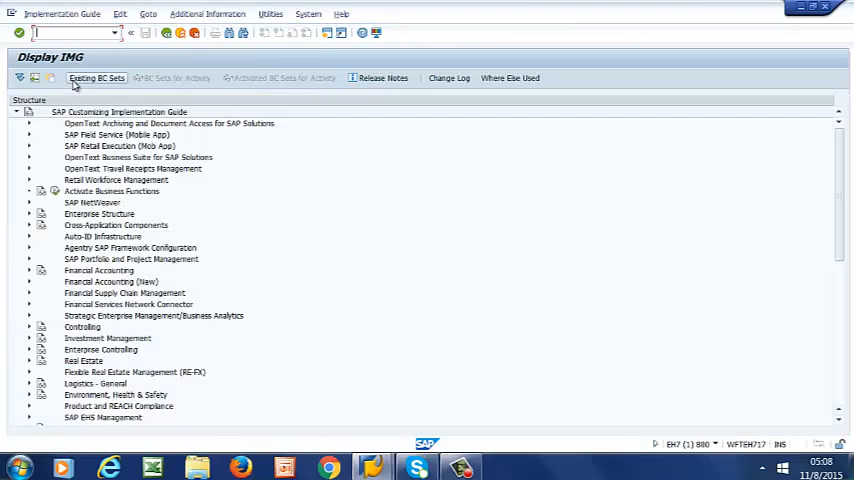 Implementation Guide Edit Goto Additional Information Utilities System Help
Display IMG
Existing BC Sets BC Sets for Activity Activated BC Sets for Activity Release Notes Change Log Where Else Used
Structure
SAP Customizing Implementation Guide
OpenText Archiving and Document Access for SAP Solutions
SAP Field Service (Mobile App)
SAP Retail Execution (Mob App)
OpenText Business Suite for SAP Solutions
OpenText Travel Receipts Management
Retail Workforce Management
Activate Business Functions
SAP NetWeaver
Enterprise Structure
Cross-Application Components
Auto-ID Infrastructure
Agentry SAP Framework Configuration
SAP Portfolio and Project Management
Financial Accounting
Financial Accounting (New)
Financial Supply Chain Management
Financial Services Network Connector
Strategic Enterprise Management/Business Analytics
Controlling
Investment Management
Enterprise Controlling
Real Estate
Flexible Real Estate Management (RE-FX)
Logistics - General
Environment, Health & Safety
Product and REACH Compliance
SAP EHS Management
SAP EH7 (1) 800 WFTEH717 INS
05:08
11/8/2015